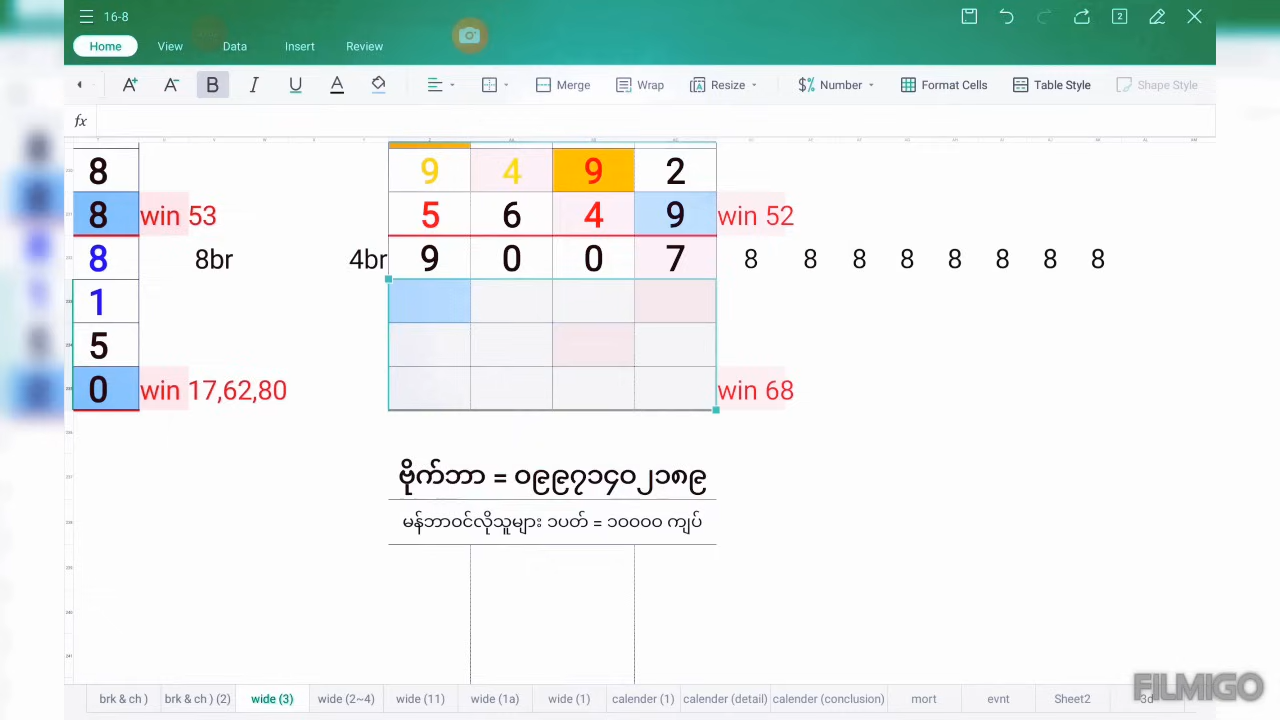 16-8
2
Home View Data Insert Review
A+ A- B I U A Merge Wrap Resize $% Number Format Cells Table Style Shape Style
fx
8 9 4 9 2
8 win 53 5 6 4 9 win 52
8 8br 4br 9 0 0 7 8 8 8 8 8 8 8 8
1
5
0 win 17,62,80 win 68
ဗိုက်ဘာ = ၀၉၉၇၁၄၀၂၁၈၉
မန်ဘာဝင်လိုသူများ ၁ပတ် = ၁၀၀၀၀ ကျပ်
brk & ch ) brk & ch ) (2) wide (3) wide (2~4) wide (11) wide (1a) wide (1) calender (1) calender (detail) calender (conclusion) mort evnt Sheet2 3d
FILMIGO